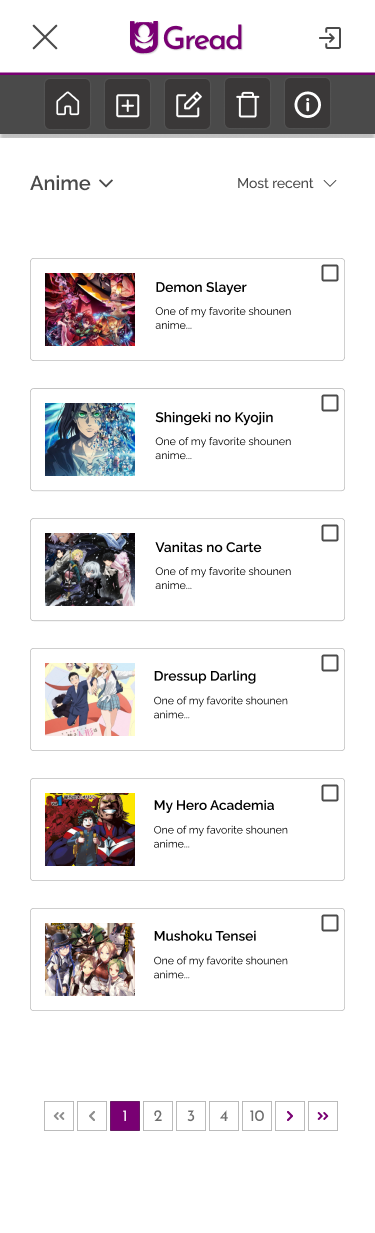 Gread
Anime
Most recent
Demon Slayer
One of my favorite shounen
anime...
Shingeki no Kyojin
One of my favorite shounen
anime...
Vanitas no Carte
One of my favorite shounen
anime...
Dressup Darling
One of my favorite shounen
anime...
My Hero Academia
One of my favorite shounen
anime...
Mushoku Tensei
One of my favorite shounen
anime...
« ‹ 1 2 3 4 10 › »